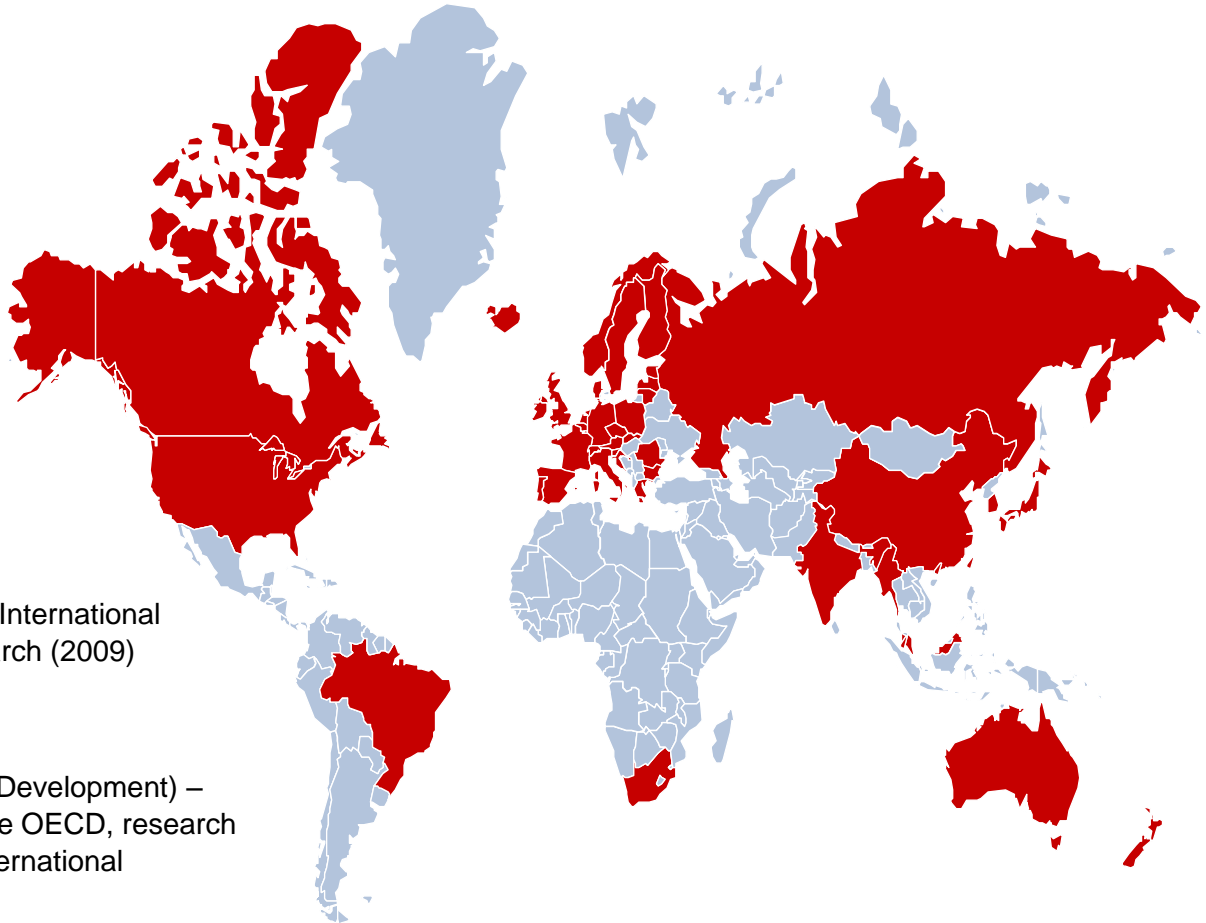 International
rch (2009)
Development) –
e OECD, research
ernational